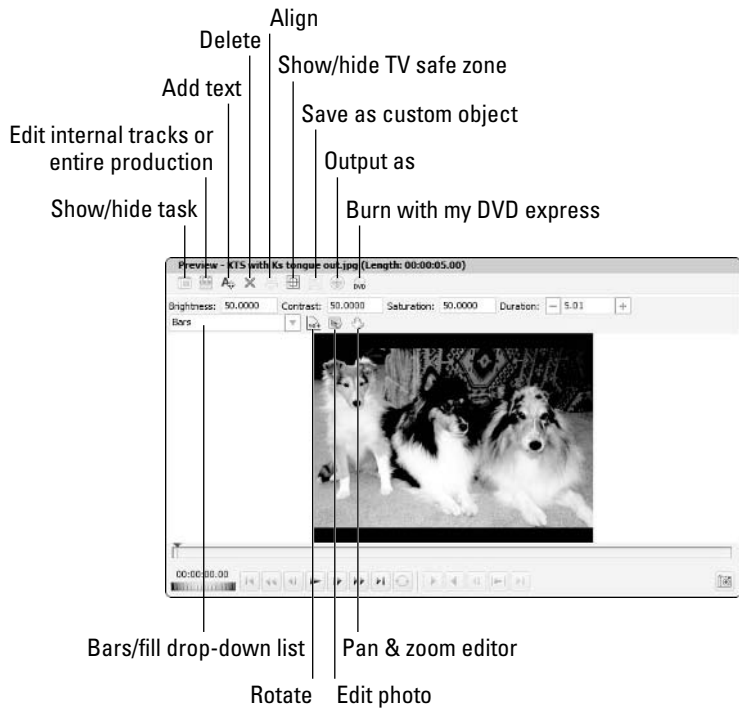 Align
Delete
Show/hide TV safe zone
Add text
Save as custom object
Edit internal tracks or
entire production
Output as
Show/hide task
Burn with my DVD express
Preview - KTS with Ks tongue out.jpg (Length: 00:00:05.00)
DVD
Brightness: 50.0000 Contrast: 50.0000 Saturation: 50.0000 Duration: 5.01
Bars
00:00:00.00
Bars/fill drop-down list
Pan & zoom editor
Rotate
Edit photo